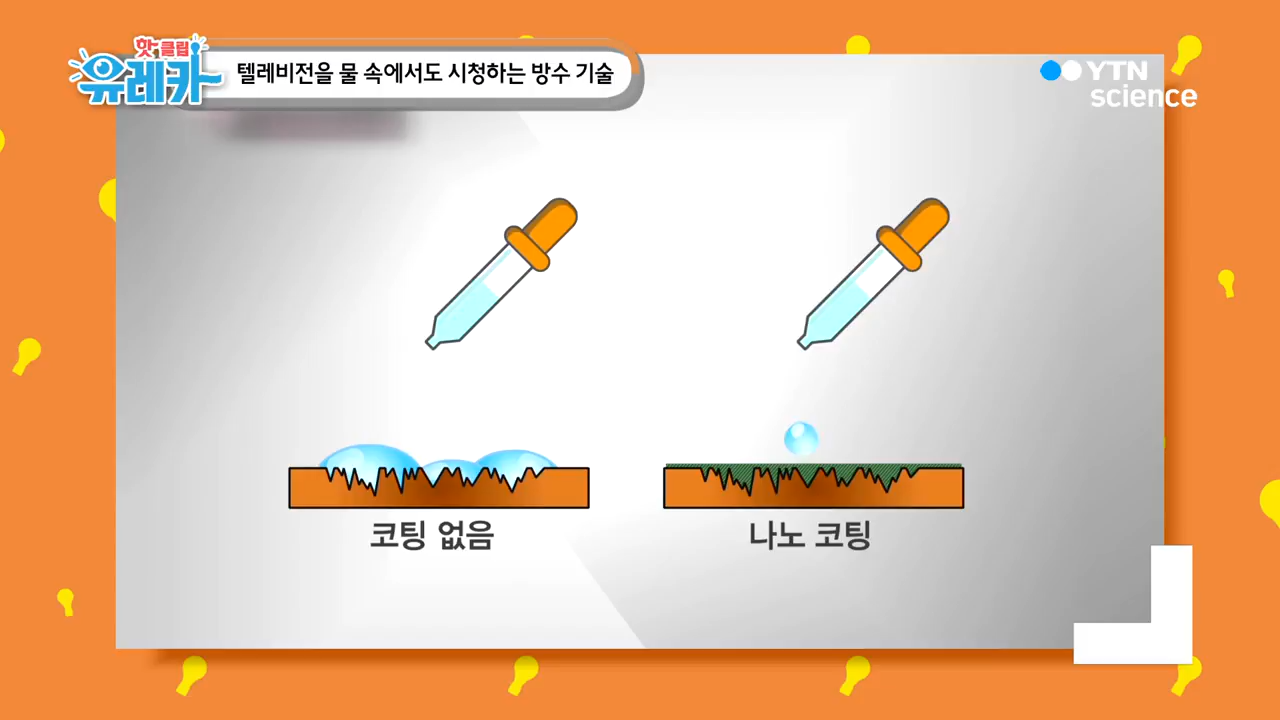 핫클립
유레카
텔레비전을 물 속에서도 시청하는 방수 기술
YTN
science
코팅 없음
나노 코팅